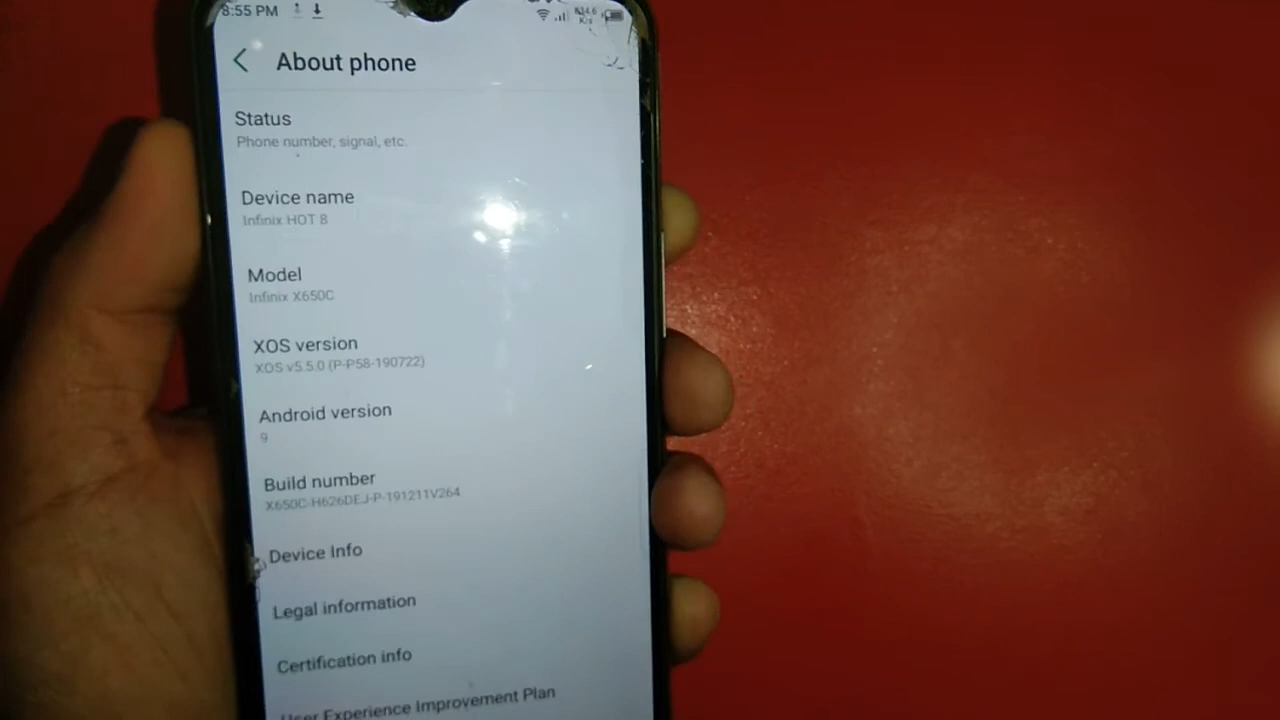 8:55 PM
About phone
Status
Phone number, signal, etc.
Device name
Infinix HOT 8
Model
Infinix X650C
XOS version
XOS v5.5.0 (P-P58-190722)
Android version
9
Build number
X650C-H626DEJ-P-191211V264
Device Info
Legal information
Certification info
User Experience Improvement Plan